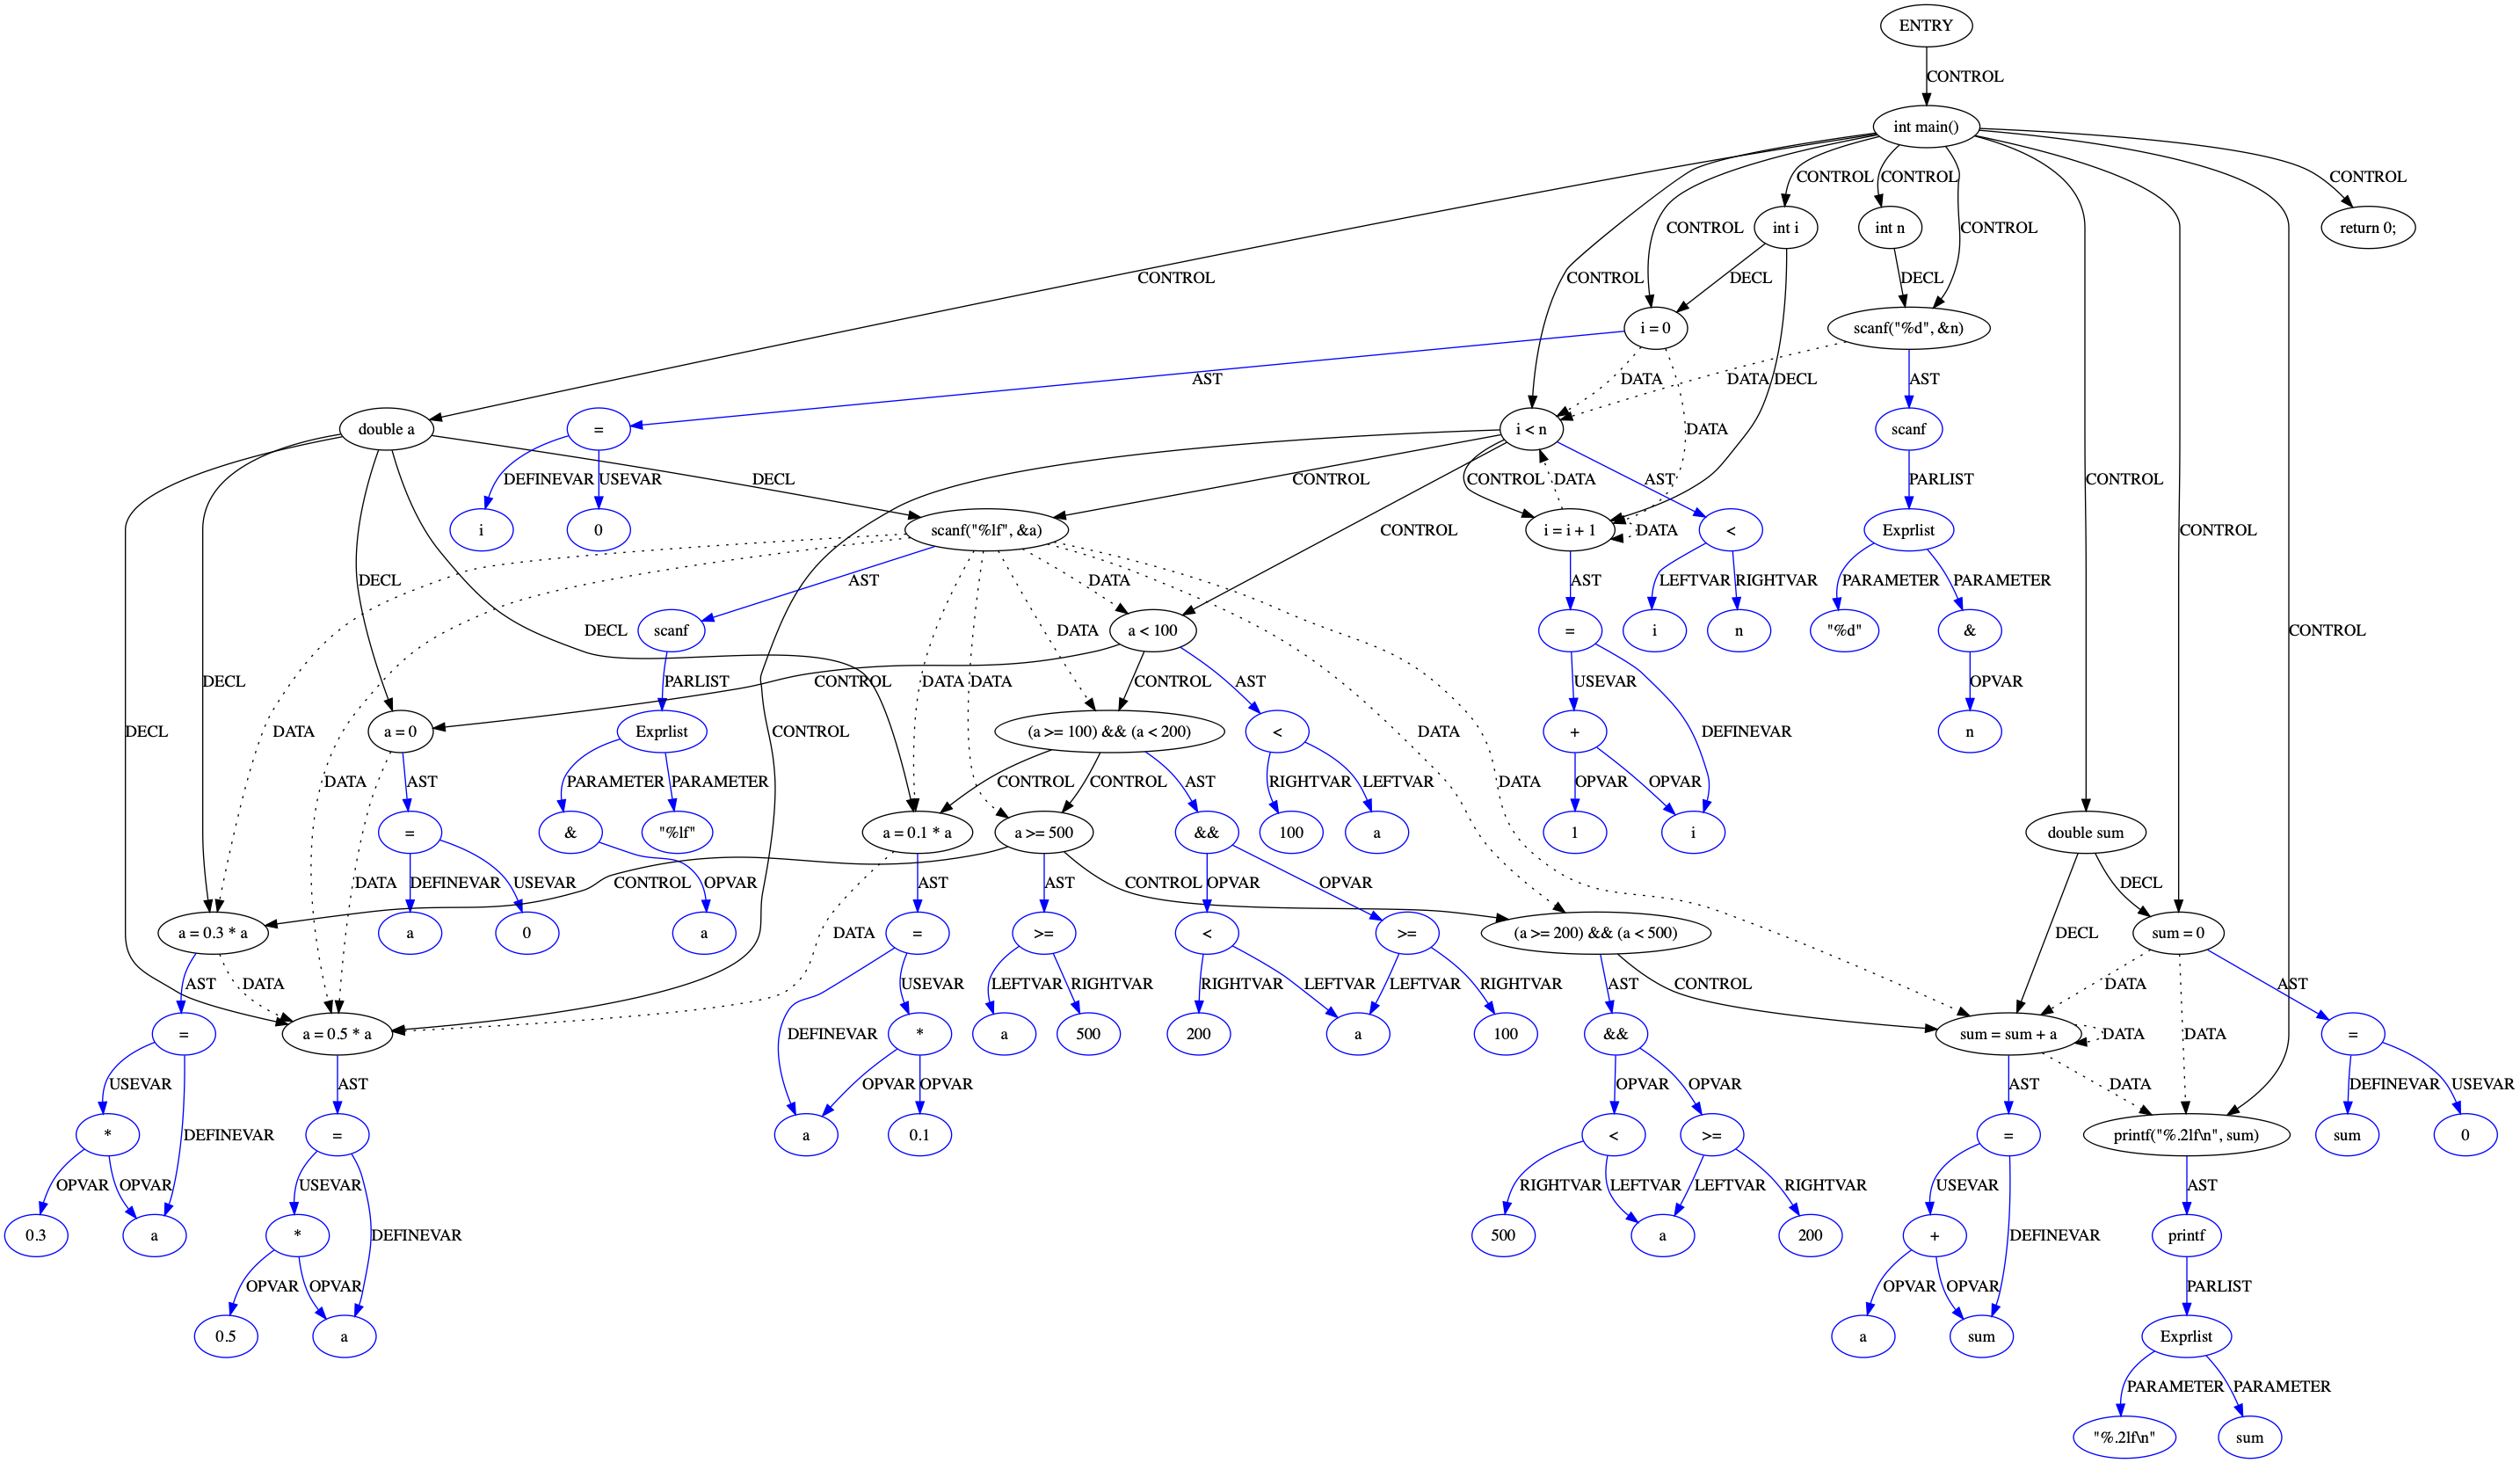 ENTRY
CONTROL
int main()
CONTROL CONTROL CONTROL
int i int n return 0;
CONTROL CONTROL
CONTROL CONTROL DECL DECL
i = 0 scanf("%d", &n)
AST DATA DATA DECL AST
double a = i < n DATA scanf
DECL DEFINEVAR USEVAR CONTROL CONTROL DATA AST PARLIST CONTROL CONTROL
i 0 scanf("%lf", &a) CONTROL i = i + 1 DATA < Exprlist
DECL AST DATA AST LEFTVAR RIGHTVAR PARAMETER PARAMETER
DECL scanf DATA a < 100 = i n "%d" & CONTROL
DECL PARLIST DATA DATA CONTROL CONTROL AST USEVAR OPVAR
DECL DATA a = 0 Exprlist CONTROL (a >= 100) && (a < 200) < DATA + DEFINEVAR n
DATA AST PARAMETER PARAMETER CONTROL CONTROL AST RIGHTVAR LEFTVAR DATA OPVAR OPVAR
= & "%lf" a = 0.1 * a a >= 500 && 100 a 1 i double sum
DATA DEFINEVAR USEVAR CONTROL OPVAR AST AST CONTROL OPVAR OPVAR DECL
a = 0.3 * a a 0 a DATA = >= < >= (a >= 200) && (a < 500) DECL sum = 0
AST DATA USEVAR LEFTVAR RIGHTVAR RIGHTVAR LEFTVAR LEFTVAR RIGHTVAR AST CONTROL DATA AST
= a = 0.5 * a DEFINEVAR * a 500 200 a 100 && sum = sum + a DATA DATA =
USEVAR AST OPVAR OPVAR OPVAR OPVAR AST DATA DEFINEVAR USEVAR
* DEFINEVAR = a 0.1 < >= = printf("%.2lf\n", sum) sum 0
OPVAR OPVAR USEVAR RIGHTVAR LEFTVAR LEFTVAR RIGHTVAR USEVAR AST
0.3 a * DEFINEVAR 500 a 200 + DEFINEVAR printf
OPVAR OPVAR OPVAR OPVAR PARLIST
0.5 a a sum Exprlist
PARAMETER PARAMETER
"%.2lf\n" sum